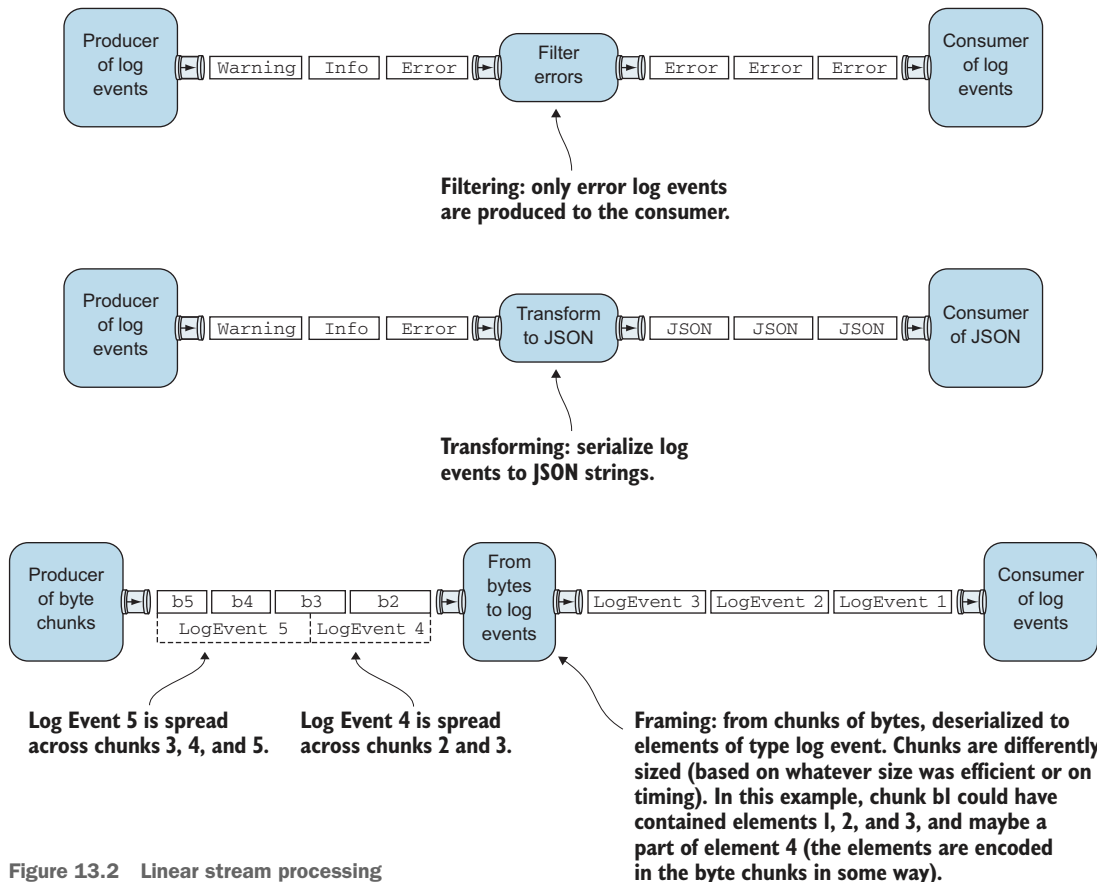 Producer
of log
events
Warning
Info
Error
Filter
errors
Error
Error
Error
Consumer
of log
events
Filtering: only error log events
are produced to the consumer.
Producer
of log
events
Warning
Info
Error
Transform
to JSON
JSON
JSON
JSON
Consumer
of JSON
Transforming: serialize log
events to JSON strings.
Producer
of byte
chunks
b5
b4
b3
b2
LogEvent 5
LogEvent 4
From
bytes
to log
events
LogEvent 3
LogEvent 2
LogEvent 1
Consumer
of log
events
Log Event 5 is spread
across chunks 3, 4, and 5.
Log Event 4 is spread
across chunks 2 and 3.
Framing: from chunks of bytes, deserialized to
elements of type log event. Chunks are differently
sized (based on whatever size was efficient or on
timing). In this example, chunk b1 could have
contained elements 1, 2, and 3, and maybe a
part of element 4 (the elements are encoded
in the byte chunks in some way).
Figure 13.2 Linear stream processing